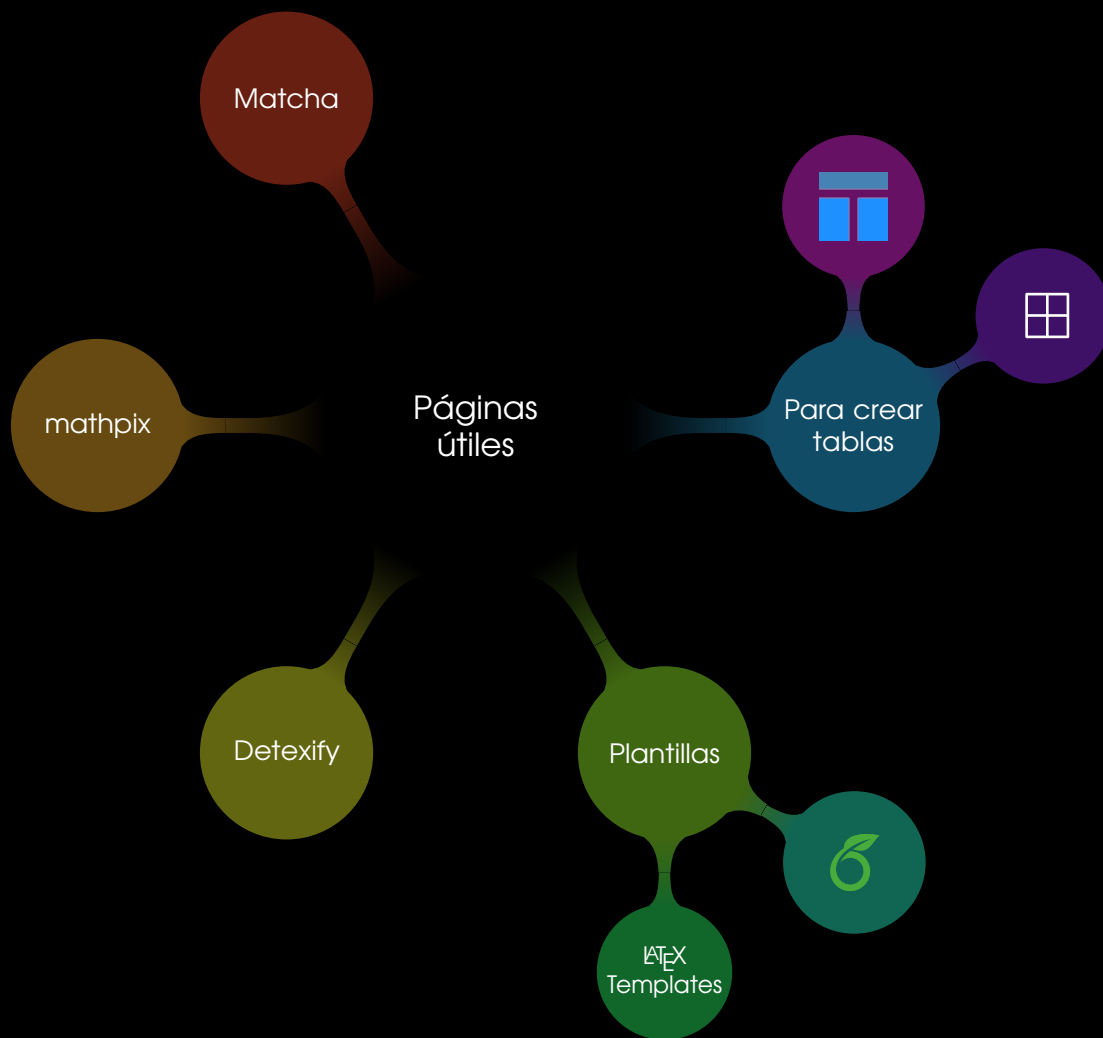 Matcha
mathpix
Páginas
útiles
Para crear
tablas
Detexify
Plantillas
LATEX
Templates